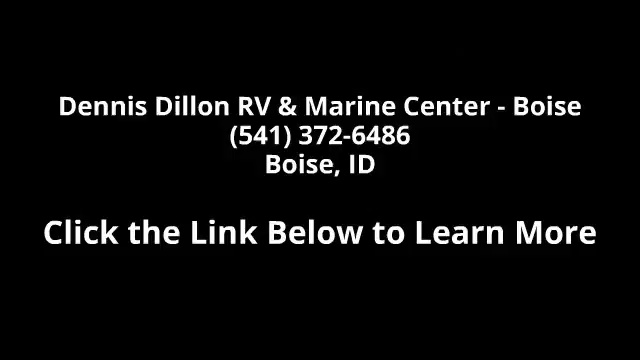 Dennis Dillon RV & Marine Center - Boise
(541) 372-6486
Boise, ID
Click the Link Below to Learn More